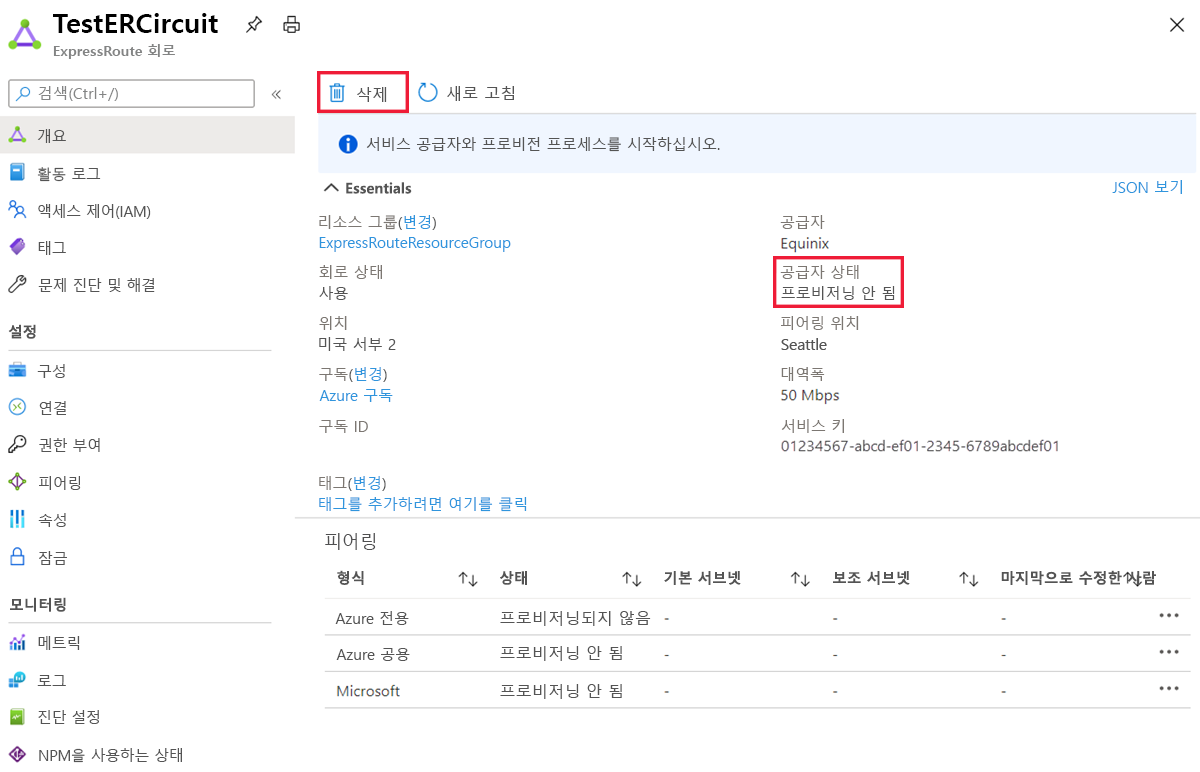 TestERCircuit
ExpressRoute 회로
검색(Ctrl+/)
«
개요
활동 로그
액세스 제어(IAM)
태그
문제 진단 및 해결
설정
구성
연결
권한 부여
피어링
속성
잠금
모니터링
메트릭
로그
진단 설정
NPM을 사용하는 상태
삭제
새로 고침
서비스 공급자와 프로비전 프로세스를 시작하십시오.
Essentials
JSON 보기
리소스 그룹(변경)
ExpressRouteResourceGroup
회로 상태
사용
위치
미국 서부 2
구독(변경)
Azure 구독
구독 ID
태그(변경)
태그를 추가하려면 여기를 클릭
공급자
Equinix
공급자 상태
프로비저닝 안 됨
피어링 위치
Seattle
대역폭
50 Mbps
서비스 키
01234567-abcd-ef01-2345-6789abcdef01
피어링
형식 상태 기본 서브넷 보조 서브넷 마지막으로 수정한 사람
Azure 전용 프로비저닝되지 않음 - - -
Azure 공용 프로비저닝 안 됨 - - -
Microsoft 프로비저닝 안 됨 - - -